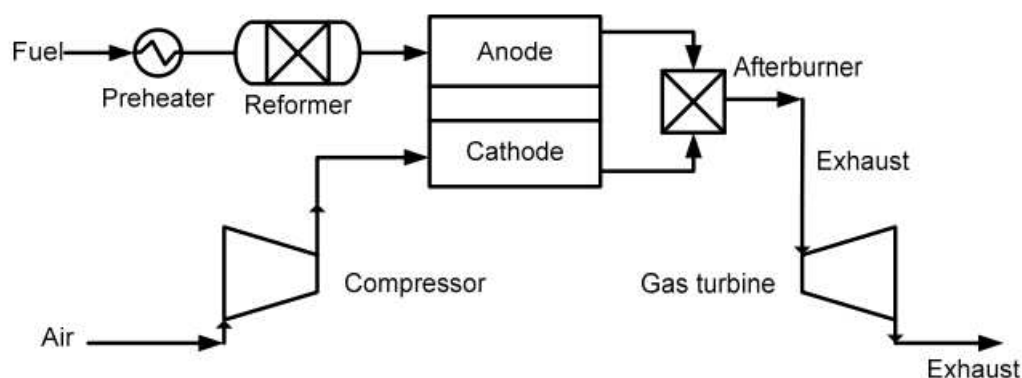 Fuel
Preheater
Reformer
Anode
Cathode
Afterburner
Exhaust
Compressor
Gas turbine
Air
Exhaust